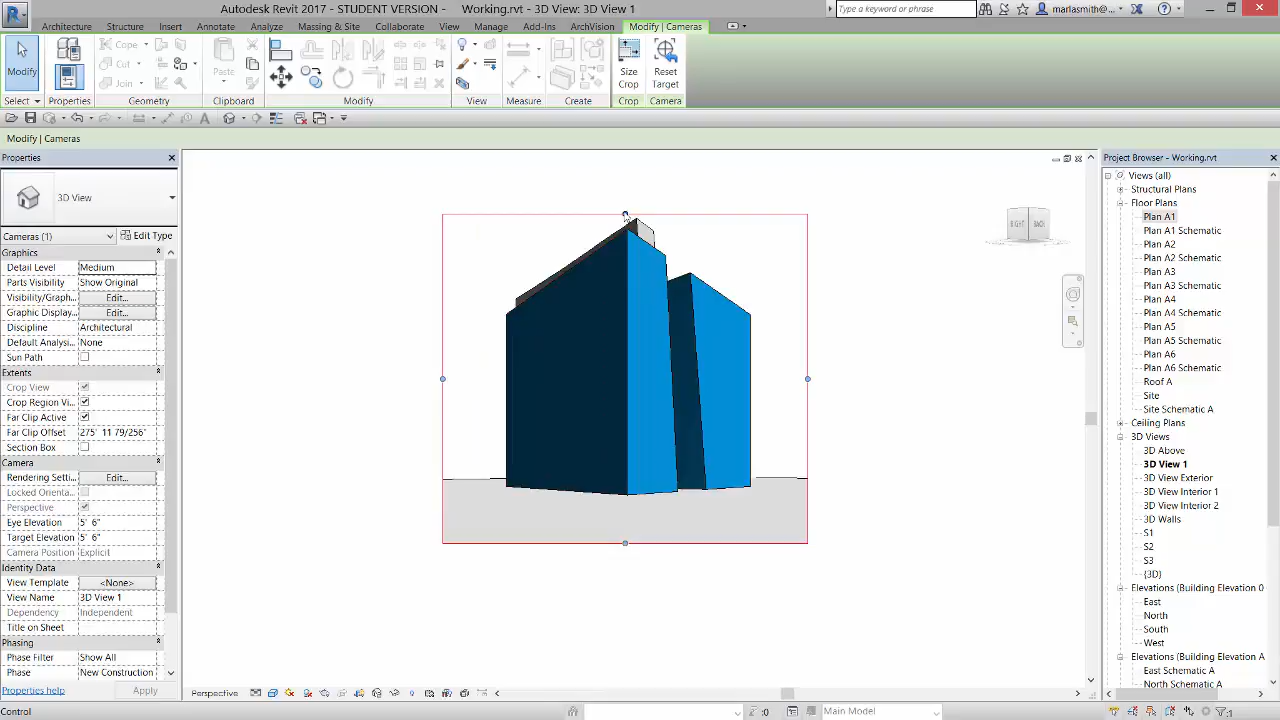 Autodesk Revit 2017 - STUDENT VERSION - Working.rvt - 3D View: 3D View 1
Type a keyword or phrase
marlasmith@...
Architecture Structure Insert Annotate Analyze Massing & Site Collaborate View Manage Add-Ins ArchVision Modify | Cameras
Modify
Cope
Cut
Join
Paste
Size Crop
Reset Target
Select Properties Geometry Clipboard Modify View Measure Create Crop Camera
Modify | Cameras
Properties
3D View
Cameras (1) Edit Type
Graphics
Detail Level Medium
Parts Visibility Show Original
Visibility/Graph... Edit...
Graphic Display... Edit...
Discipline Architectural
Default Analysi... None
Sun Path
Extents
Crop View
Crop Region Vi...
Far Clip Active
Far Clip Offset 275' 11 79/256"
Section Box
Camera
Rendering Setti... Edit...
Locked Orienta...
Perspective
Eye Elevation 5' 6"
Target Elevation 5' 6"
Camera Position Explicit
Identity Data
View Template <None>
View Name 3D View 1
Dependency Independent
Title on Sheet
Phasing
Phase Filter Show All
Phase New Construction
Properties help Apply
RIGHT BACK
Project Browser - Working.rvt
Views (all)
Structural Plans
Floor Plans
Plan A1
Plan A1 Schematic
Plan A2
Plan A2 Schematic
Plan A3
Plan A3 Schematic
Plan A4
Plan A4 Schematic
Plan A5
Plan A5 Schematic
Plan A6
Plan A6 Schematic
Roof A
Site
Site Schematic A
Ceiling Plans
3D Views
3D Above
3D View 1
3D View Exterior
3D View Interior 1
3D View Interior 2
3D Walls
S1
S2
S3
{3D}
Elevations (Building Elevation 0
East
North
South
West
Elevations (Building Elevation A
East Schematic A
North Schematic A
Perspective
Control
:0
Main Model
:1